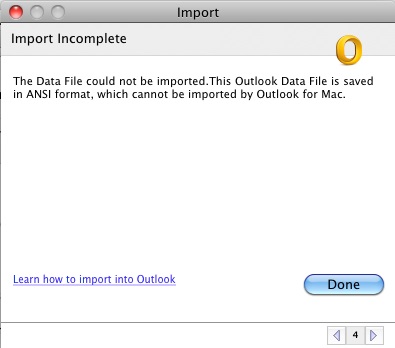 Import
Import Incomplete
The Data File could not be imported.This Outlook Data File is saved
in ANSI format, which cannot be imported by Outlook for Mac.
Learn how to import into Outlook
Done
4